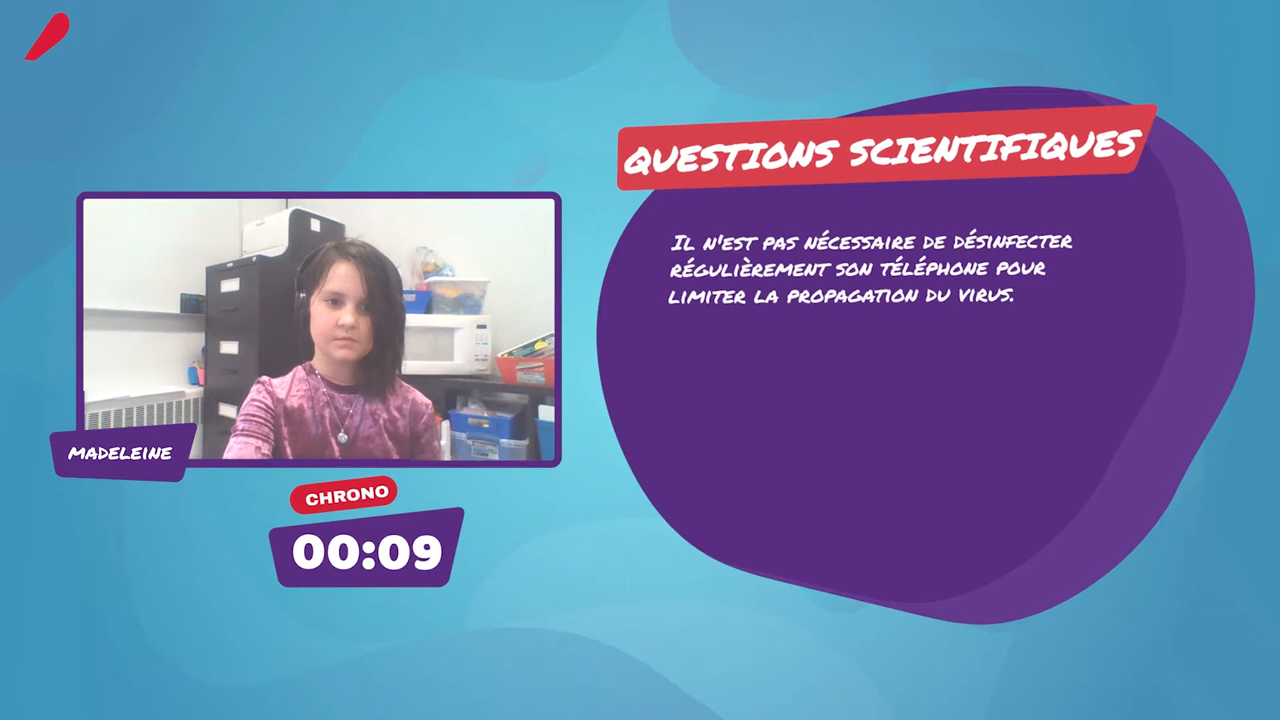 QUESTIONS SCIENTIFIQUES
IL N'EST PAS NÉCESSAIRE DE DÉSINFECTER
RÉGULIÈREMENT SON TÉLÉPHONE POUR
LIMITER LA PROPAGATION DU VIRUS.
MADELEINE
CHRONO
00:09